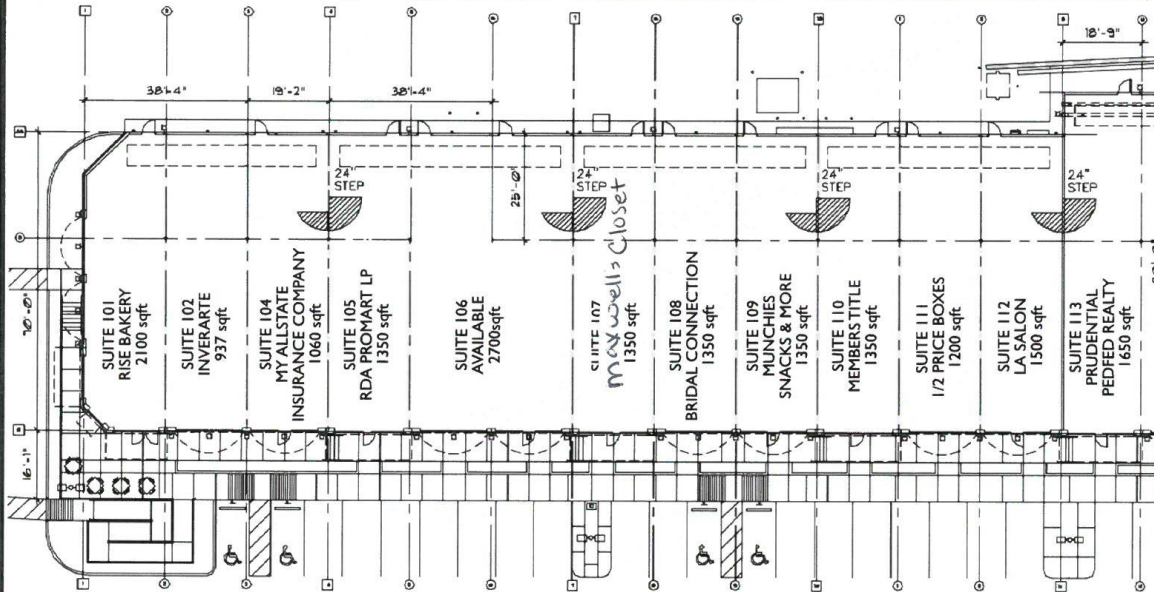 18'-9"
38'-4"
19'-2"
38'-4"
24"
STEP
24"
STEP
24"
STEP
24"
STEP
25'-0"
70'-0"
16'-1"
SUITE 101
RISE BAKERY
2100 sqft
SUITE 102
INVERARTE
937 sqft
SUITE 104
MY ALLSTATE
INSURANCE COMPANY
1060 sqft
SUITE 105
RDA PROMART LP
1350 sqft
SUITE 106
AVAILABLE
2700sqft
SUITE 107
maxwells Closet
1350 sqft
SUITE 108
BRIDAL CONNECTION
1350 sqft
SUITE 109
MUNCHIES
SNACKS & MORE
1350 sqft
SUITE 110
MEMBERS TITLE
1350 sqft
SUITE 111
1/2 PRICE BOXES
1200 sqft
SUITE 112
LA SALON
1500 sqft
SUITE 113
PRUDENTIAL
PEDFED REALTY
1650 sqft